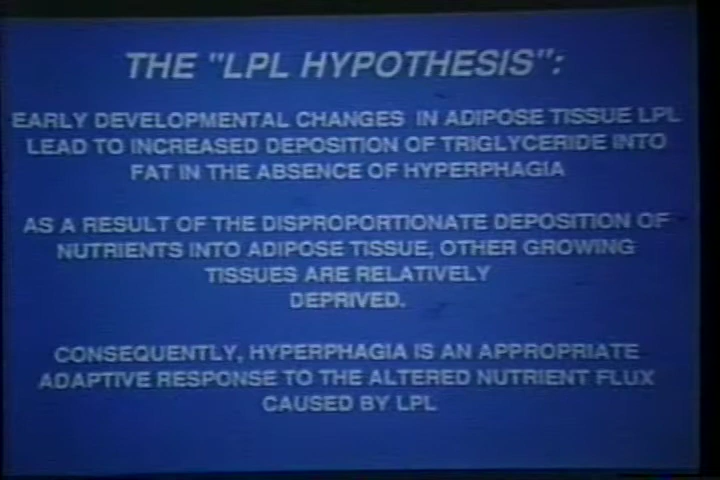 THE "LPL HYPOTHESIS":
EARLY DEVELOPMENTAL CHANGES IN ADIPOSE TISSUE LPL
LEAD TO INCREASED DEPOSITION OF TRIGLYCERIDE INTO
FAT IN THE ABSENCE OF HYPERPHAGIA
AS A RESULT OF THE DISPROPORTIONATE DEPOSITION OF
NUTRIENTS INTO ADIPOSE TISSUE, OTHER GROWING
TISSUES ARE RELATIVELY
DEPRIVED.
CONSEQUENTLY, HYPERPHAGIA IS AN APPROPRIATE
ADAPTIVE RESPONSE TO THE ALTERED NUTRIENT FLUX
CAUSED BY LPL